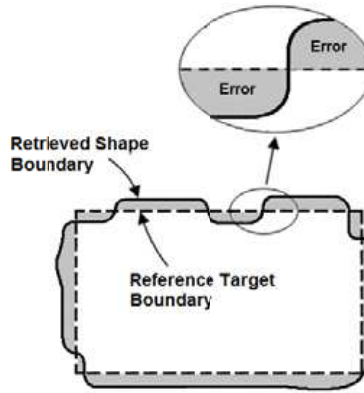 Error
Error
Retrieved Shape
Boundary
Reference Target
Boundary